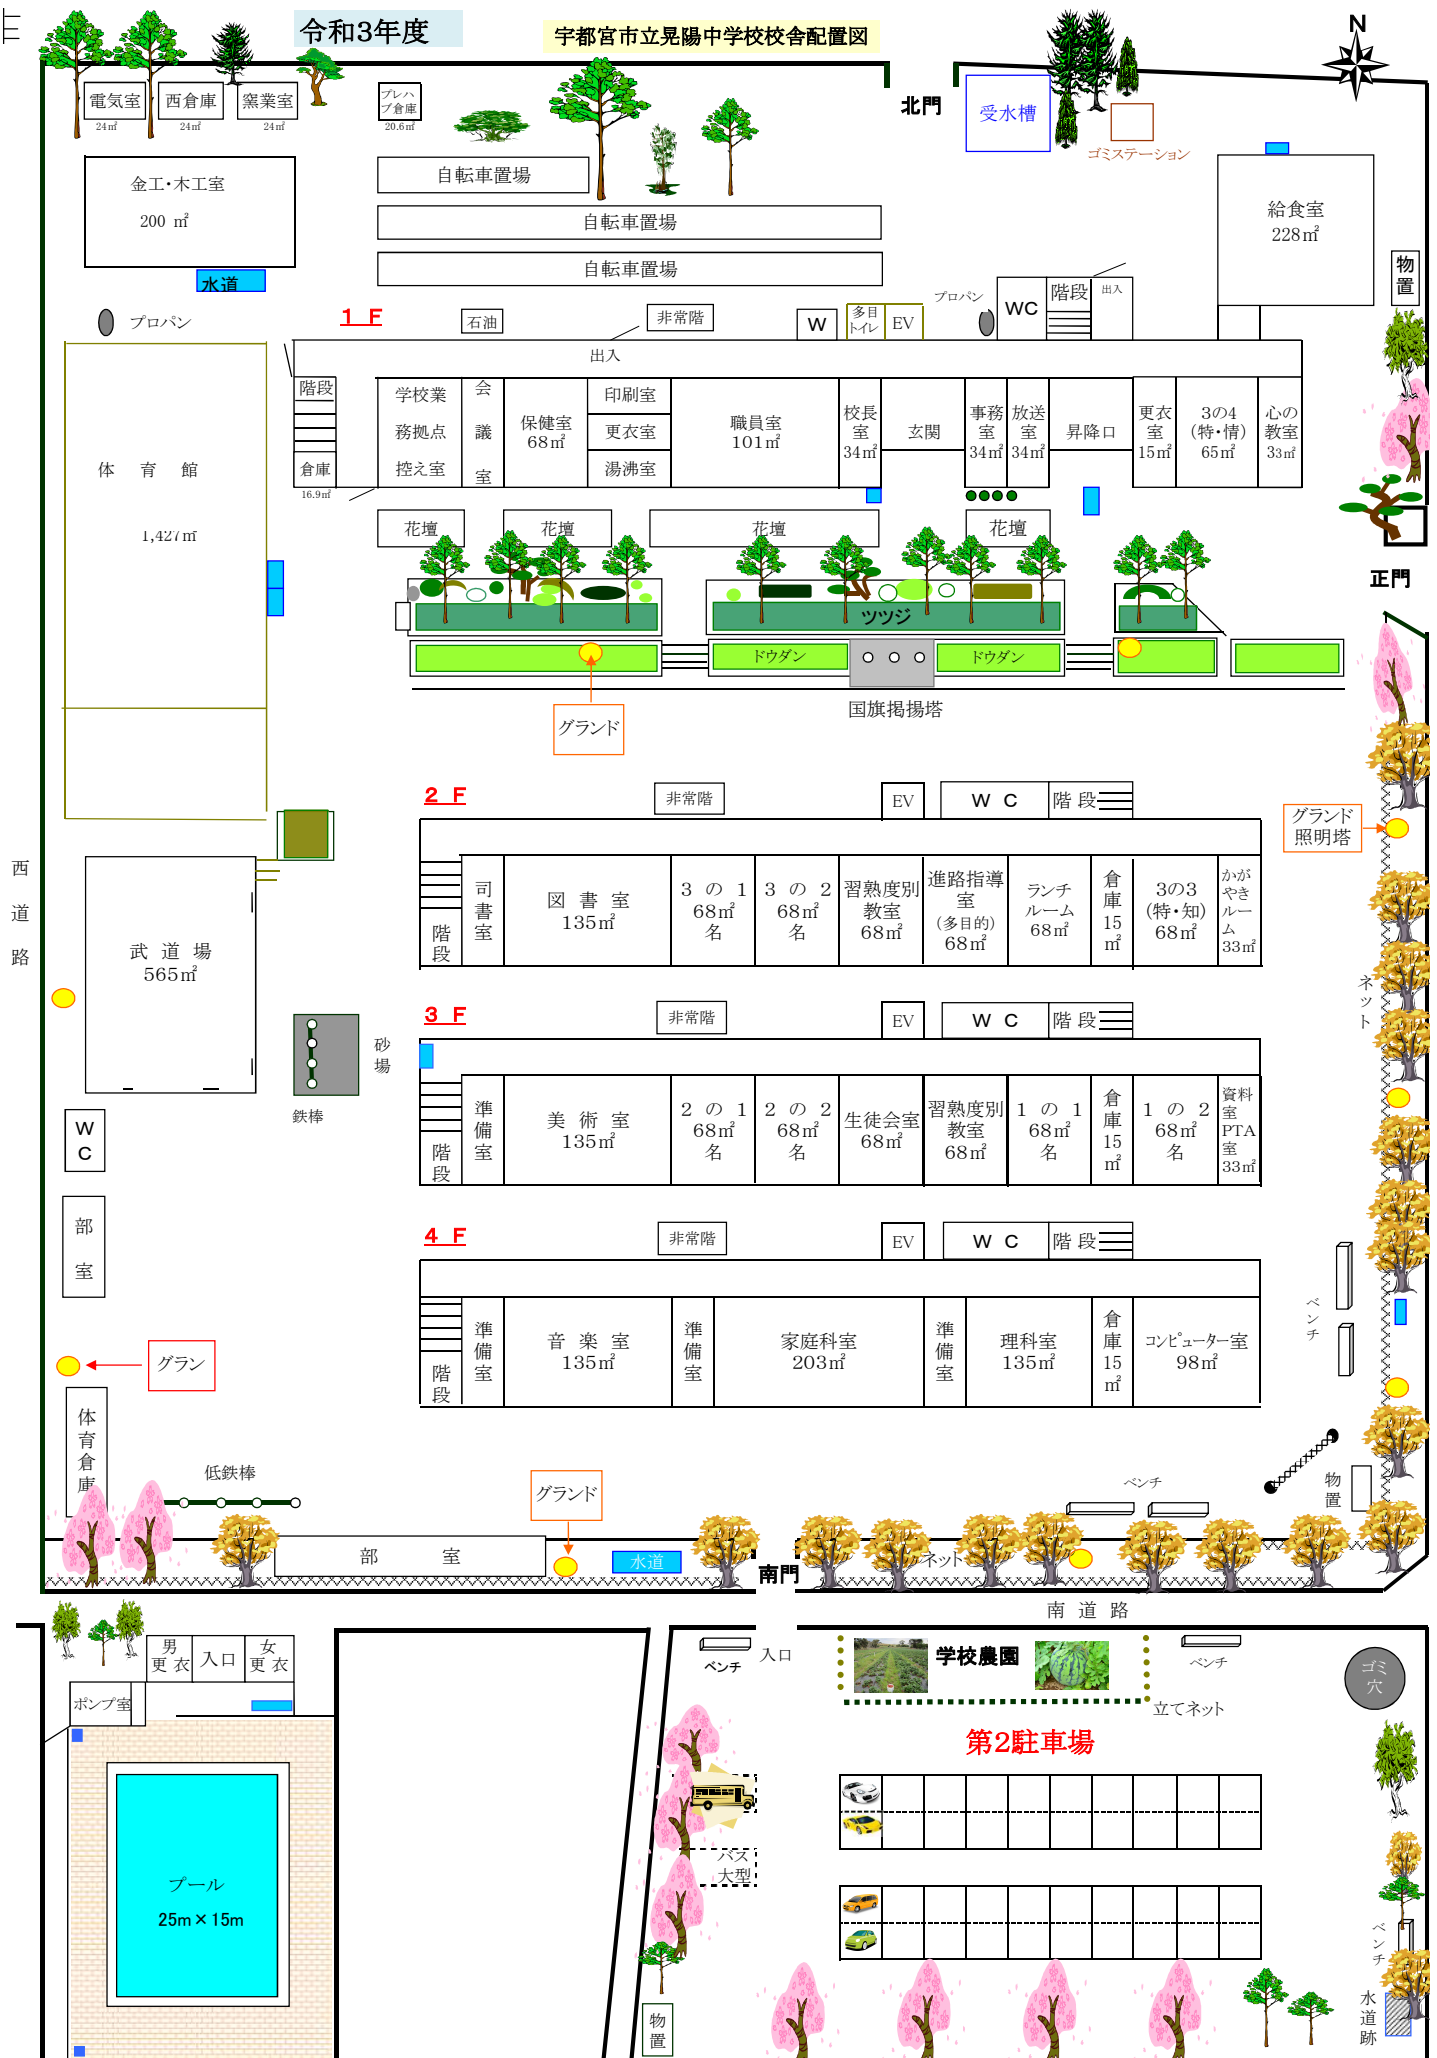 令和3年度
宇都宮市立晃陽中学校校舎配置図
N
電気室
24㎡
西倉庫
24㎡
窯業室
24㎡
プレハ
ブ倉庫
20.6㎡
北門
受水槽
ゴミステーション
金工・木工室
200 ㎡
水道
自転車置場
自転車置場
自転車置場
給食室
228㎡
物置
プロパン
1 F
石油
非常階
W
多目
トイレ
EV
プロパン
WC
階段
出入
出入
階段
倉庫
16.9㎡
学校業
務拠点
控え室
会議室
保健室
68㎡
印刷室
更衣室
湯沸室
職員室
101㎡
校長
室
34㎡
玄関
事務
室
34㎡
放送
室
34㎡
昇降口
更衣
室
15㎡
3の4
(特・情)
65㎡
心の
教室
33㎡
体 育 館
1,427㎡
花壇
花壇
花壇
花壇
正門
ツツジ
ドウダン
ドウダン
国旗掲揚塔
グランド
2 F
非常階
EV
W C
階段
グランド
照明塔
階段
司書室
図 書 室
135㎡
3 の 1
68㎡
名
3 の 2
68㎡
名
習熟度別
教室
68㎡
進路指導
室
(多目的)
68㎡
ランチ
ルーム
68㎡
倉庫
15㎡
3の3
(特・知)
68㎡
かが
やき
ルー
ム
33㎡
西道路
武 道 場
565㎡
ネット
3 F
非常階
EV
W C
階段
砂場
鉄棒
階段
準備室
美 術 室
135㎡
2 の 1
68㎡
名
2 の 2
68㎡
名
生徒会室
68㎡
習熟度別
教室
68㎡
1 の 1
68㎡
名
倉庫
15㎡
1 の 2
68㎡
名
資料
室
PTA
室
33㎡
W
C
部室
4 F
非常階
EV
W C
階段
階段
準備室
音 楽 室
135㎡
準備室
家庭科室
203㎡
準備室
理科室
135㎡
倉庫
15㎡
コンピューター室
98㎡
ベンチ
グラン
体育倉庫
低鉄棒
グランド
ベンチ
物置
部 室
水道
南門
ネット
南 道 路
男
更 衣
入口
女
更 衣
ポンプ室
ベンチ
入口
学校農園
ベンチ
ゴミ
穴
立てネット
第2駐車場
バス
大型
プール
25m×15m
ベンチ
物置
水道跡